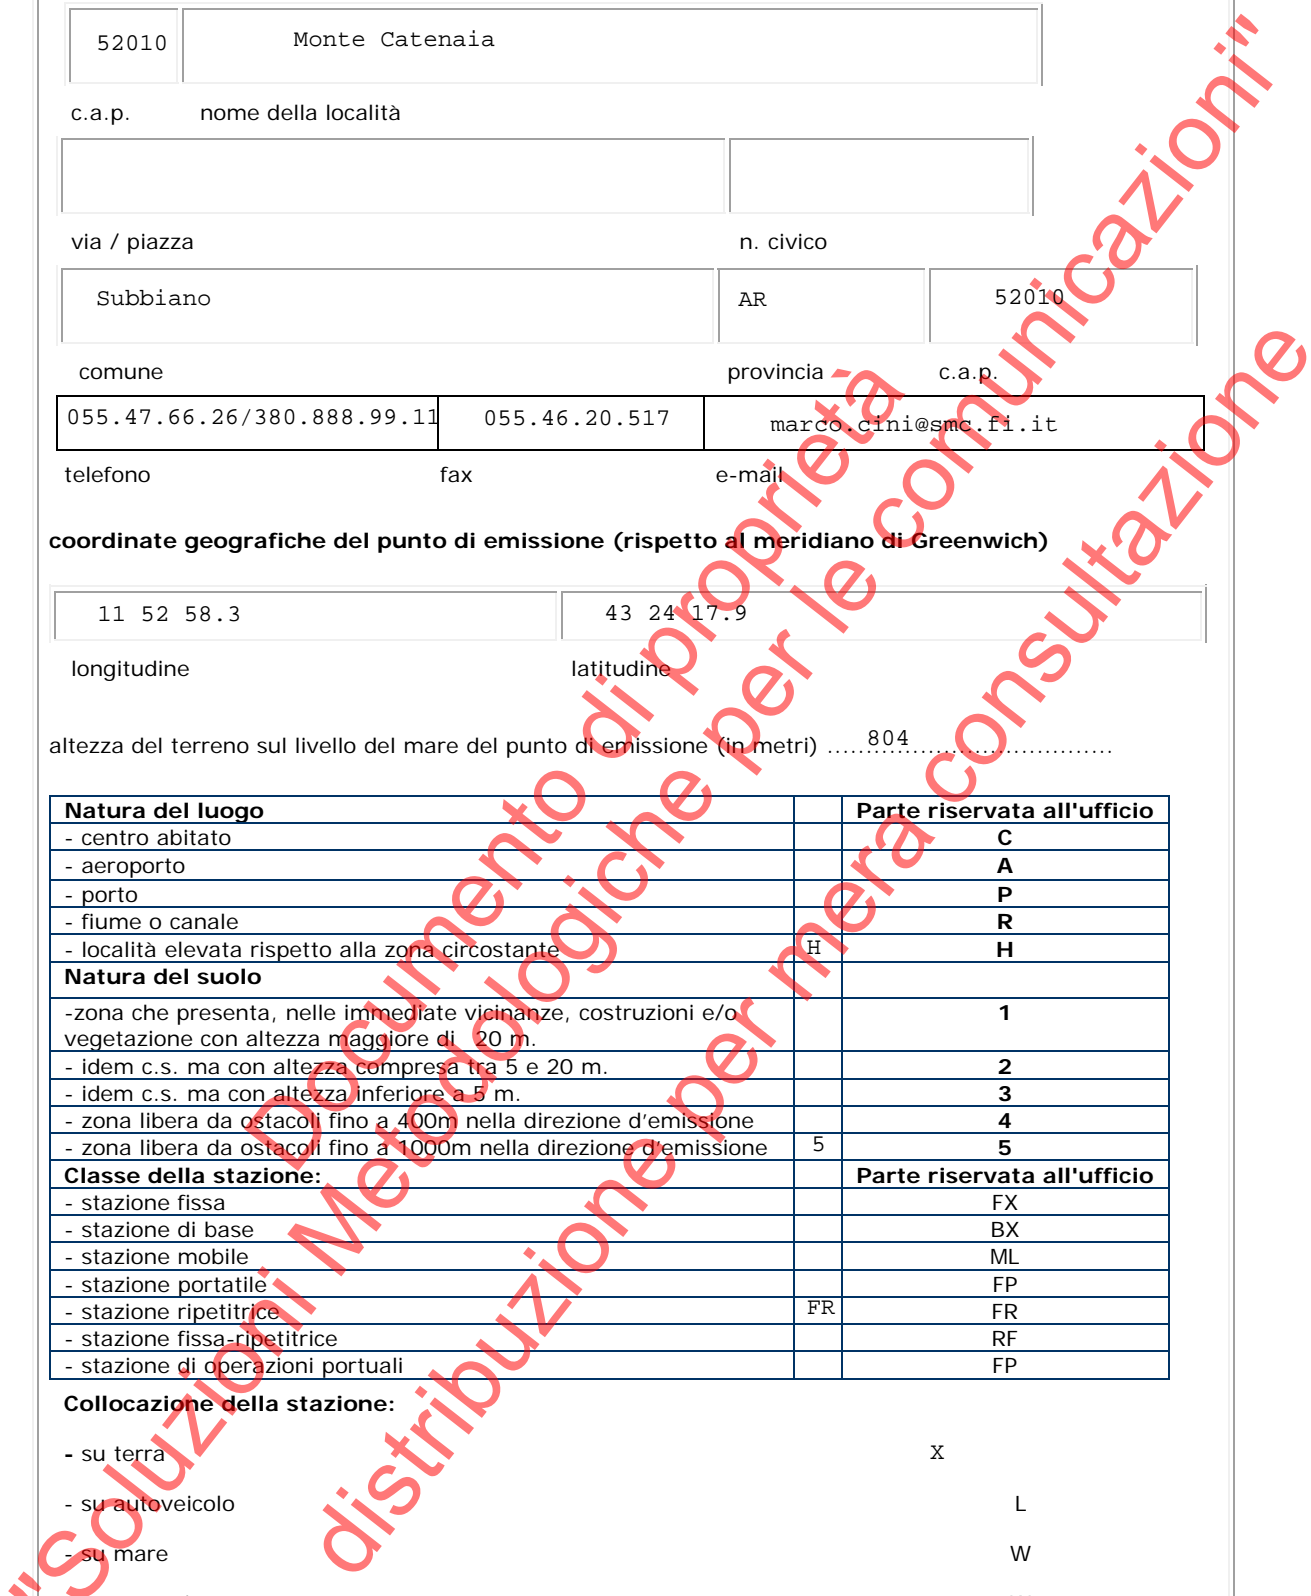 52010 Monte Catenaia
c.a.p. nome della località
via / piazza n. civico
Subbiano AR 52010
comune provincia c.a.p.
055.47.66.26/380.888.99.11 055.46.20.517 marco.cini@smc.fi.it
telefono fax e-mail
coordinate geografiche del punto di emissione (rispetto al meridiano di Greenwich)
11 52 58.3 43 24 17.9
longitudine latitudine
altezza del terreno sul livello del mare del punto di emissione (in metri) .....804..................................
Natura del luogo Parte riservata all'ufficio
- centro abitato C
- aeroporto A
- porto P
- fiume o canale R
- località elevata rispetto alla zona circostante H H
Natura del suolo
-zona che presenta, nelle immediate vicinanze, costruzioni e/o 1
vegetazione con altezza maggiore di 20 m.
- idem c.s. ma con altezza compresa tra 5 e 20 m. 2
- idem c.s. ma con altezza inferiore a 5 m. 3
- zona libera da ostacoli fino a 400m nella direzione d'emissione 4
- zona libera da ostacoli fino a 1000m nella direzione d'emissione 5 5
Classe della stazione: Parte riservata all'ufficio
- stazione fissa FX
- stazione di base BX
- stazione mobile ML
- stazione portatile FP
- stazione ripetitrice FR FR
- stazione fissa-ripetitrice RF
- stazione di operazioni portuali FP
Collocazione della stazione:
- su terra X
- su autoveicolo L
- su mare W
Documento di proprietà
"Soluzioni Metodologiche per le comunicazioni"
distribuzione per mera consultazione